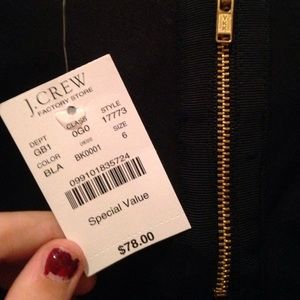 J.CREW
FACTORY STORE
DEPT CLASS STYLE
GB1 0G0 17773
COLOR SIZE
BLA BK0001 6
099101835724
Special Value
$78.00
YKK